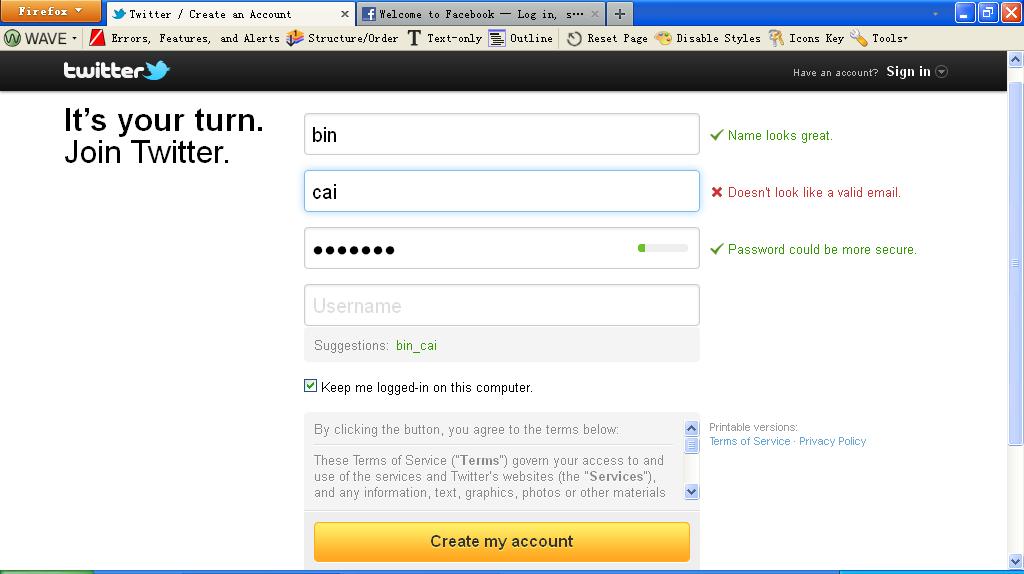 Firefox
Twitter / Create an Account
Welcome to Facebook — Log in, s...
WAVE
Errors, Features, and Alerts
Structure/Order
Text-only
Outline
Reset Page
Disable Styles
Icons Key
Tools
twitter
Have an account? Sign in
It's your turn.
Join Twitter.
bin
Name looks great.
cai
Doesn't look like a valid email.
Password could be more secure.
Username
Suggestions: bin_cai
Keep me logged-in on this computer.
By clicking the button, you agree to the terms below:
These Terms of Service ("Terms") govern your access to and
use of the services and Twitter's websites (the "Services"),
and any information, text, graphics, photos or other materials
Printable versions:
Terms of Service · Privacy Policy
Create my account